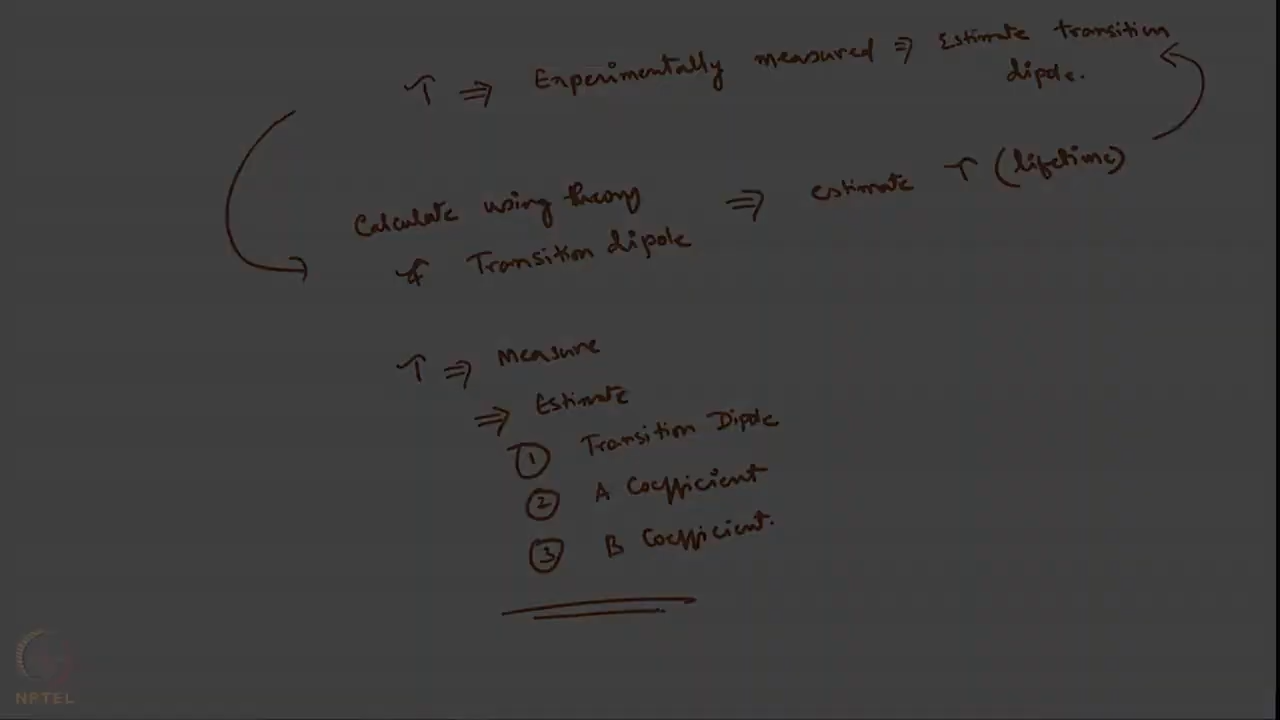 τ ⇒ Experimentally measured ⇒ Estimate transition
dipole.
Calculate using theory ⇒ estimate τ (lifetime)
Transition dipole
τ ⇒ Measure
⇒ Estimate
① Transition Dipole
② A Coefficient
③ B Coefficient.
NPTEL